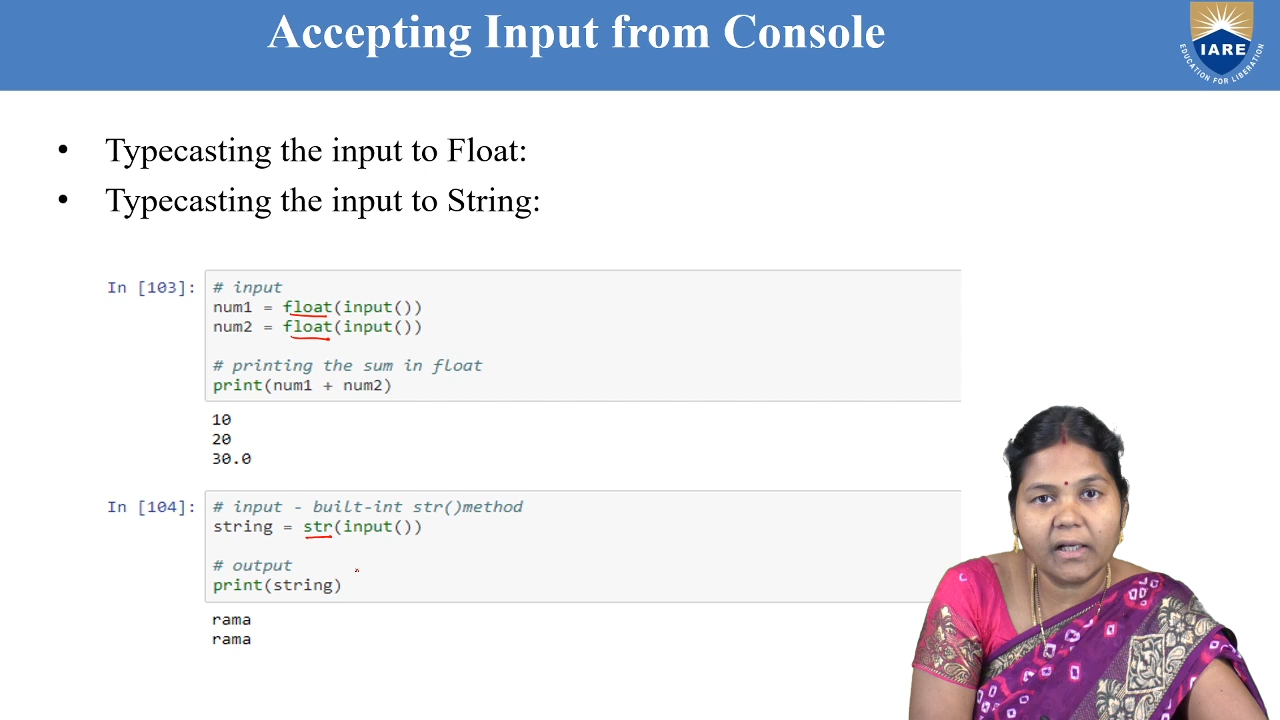 Accepting Input from Console
IARE
EDUCATION FOR LIBERATION
• Typecasting the input to Float:
• Typecasting the input to String:
In [103]:
# input
num1 = float(input())
num2 = float(input())
# printing the sum in float
print(num1 + num2)
10
20
30.0
In [104]:
# input - built-int str()method
string = str(input())
# output
print(string)
rama
rama